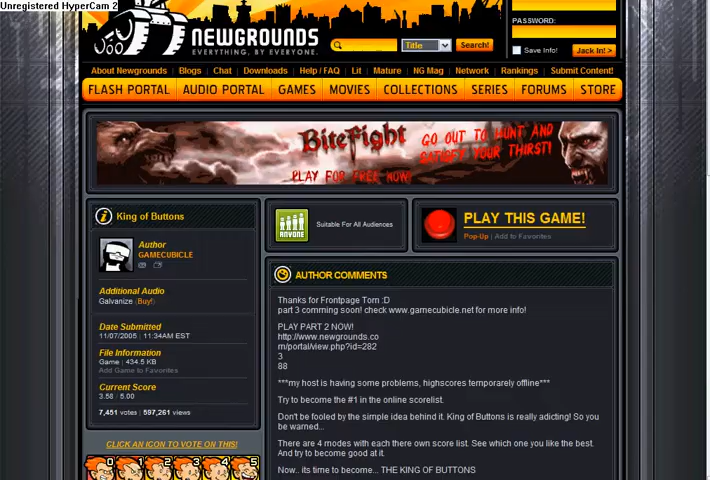 Unregistered HyperCam 2
NEWGROUNDS
EVERYTHING, BY EVERYONE.
Title
Search!
PASSWORD:
Save Info!
Jack In! >
About Newgrounds | Blogs | Chat | Downloads | Help / FAQ | Lit | Mature | NG Mag | Network | Rankings | Submit Content!
FLASH PORTAL AUDIO PORTAL GAMES MOVIES COLLECTIONS SERIES FORUMS STORE
BiteFight
GO OUT TO HUNT AND
SATISFY YOUR THIRST!
PLAY FOR FREE NOW!
King of Buttons
Author
GAMECUBICLE
Additional Audio
Galvanize (Buy!)
Date Submitted
11/07/2005 | 11:34AM EST
File Information
Game | 434.5 KB
Add Game to Favorites
Current Score
3.58 / 5.00
7,451 votes | 597,261 views
CLICK AN ICON TO VOTE ON THIS!
0 1 2 3 4 5
ANYONE
Suitable For All Audiences
PLAY THIS GAME!
Pop-Up | Add to Favorites
AUTHOR COMMENTS
Thanks for Frontpage Tom :D
part 3 comming soon! check www.gamecubicle.net for more info!
PLAY PART 2 NOW!
http://www.newgrounds.co
m/portal/view.php?id=282
3
88
***my host is having some problems, highscores temporarely offline***
Try to become the #1 in the online scorelist.
Don't be fooled by the simple idea behind it. King of Buttons is really adicting! So you
be warned...
There are 4 modes with each there own score list. See which one you like the best.
And try to become good at it.
Now.. its time to become... THE KING OF BUTTONS